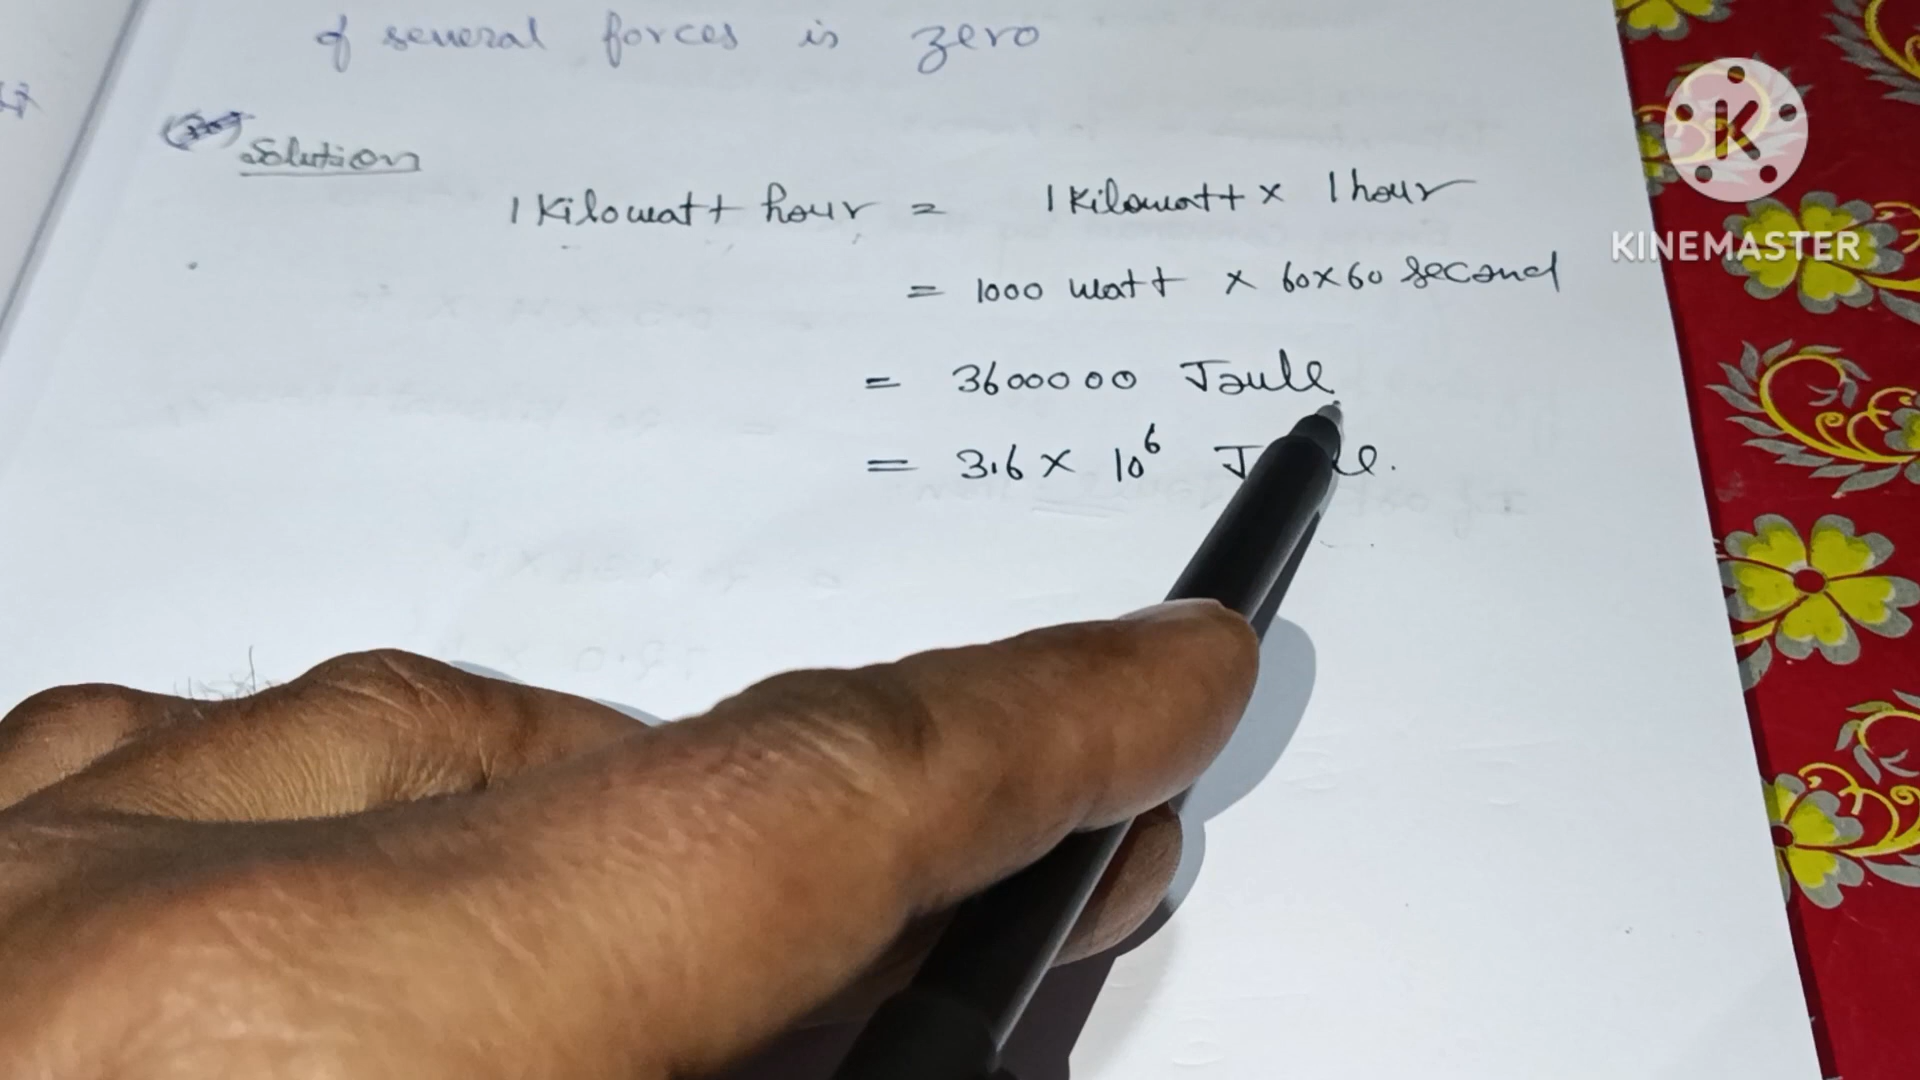 of several forces is zero
Solution
1 Kilowatt hour = 1 Kilowatt × 1 hour
= 1000 watt × 60×60 second
= 3600000 Joule
= 3.6 × 10⁶
K
KINEMASTER